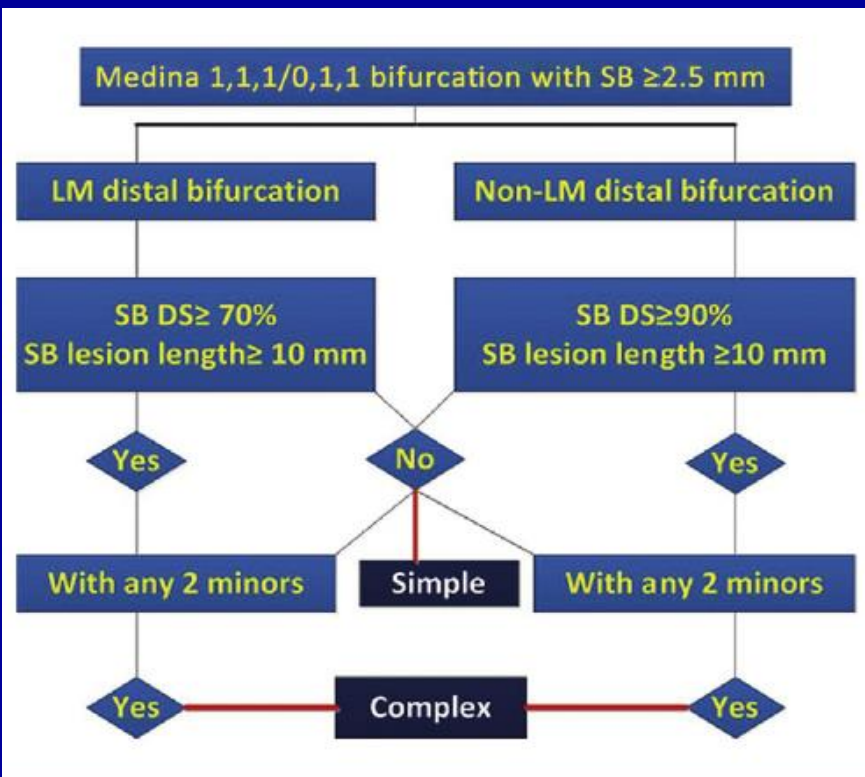 Medina 1,1,1/0,1,1 bifurcation with SB ≥2.5 mm
LM distal bifurcation
Non-LM distal bifurcation
SB DS≥ 70%
SB lesion length≥ 10 mm
SB DS≥90%
SB lesion length ≥10 mm
Yes
No
Yes
With any 2 minors
Simple
With any 2 minors
Yes
Complex
Yes